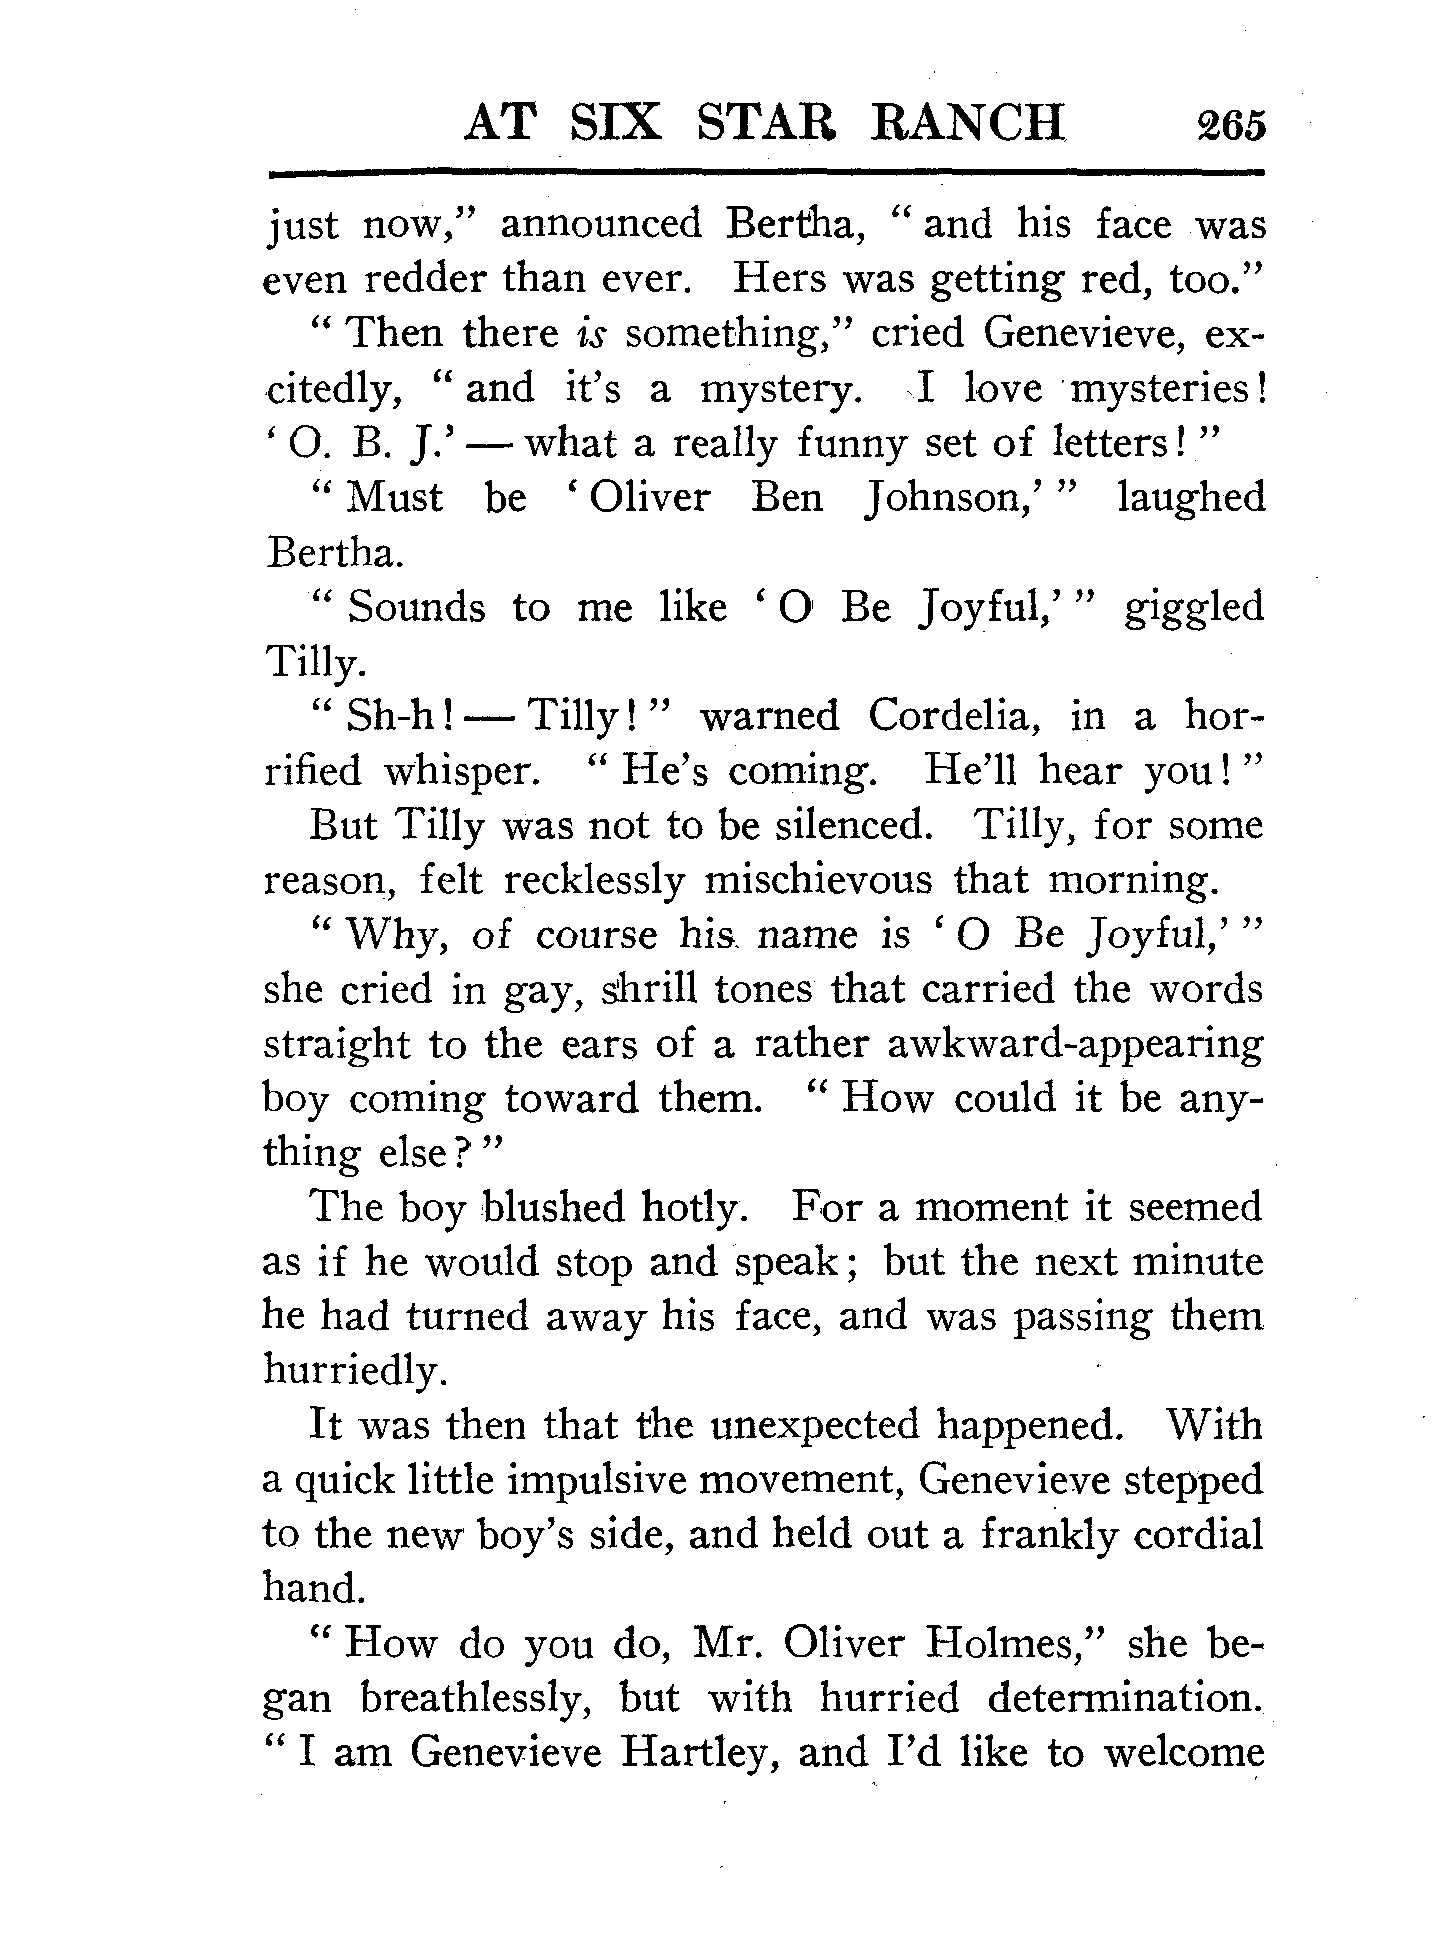 AT SIX STAR RANCH 265
just now,” announced Bertha, “ and his face was
even redder than ever. Hers was getting red, too.”
“ Then there is something,” cried Genevieve, ex-
citedly, “ and it’s a mystery. I love mysteries!
‘ O. B. J.’ — what a really funny set of letters! ”
“ Must be ‘ Oliver Ben Johnson,’ ” laughed
Bertha.
“ Sounds to me like ‘ O Be Joyful,’ ” giggled
Tilly.
“ Sh-h! — Tilly! ” warned Cordelia, in a hor-
rified whisper. “ He’s coming. He’ll hear you! ”
But Tilly was not to be silenced. Tilly, for some
reason, felt recklessly mischievous that morning.
“ Why, of course his name is ‘ O Be Joyful,’ ”
she cried in gay, shrill tones that carried the words
straight to the ears of a rather awkward-appearing
boy coming toward them. “ How could it be any-
thing else? ”
The boy blushed hotly. For a moment it seemed
as if he would stop and speak; but the next minute
he had turned away his face, and was passing them
hurriedly.
It was then that the unexpected happened. With
a quick little impulsive movement, Genevieve stepped
to the new boy’s side, and held out a frankly cordial
hand.
“ How do you do, Mr. Oliver Holmes,” she be-
gan breathlessly, but with hurried determination.
“ I am Genevieve Hartley, and I’d like to welcome